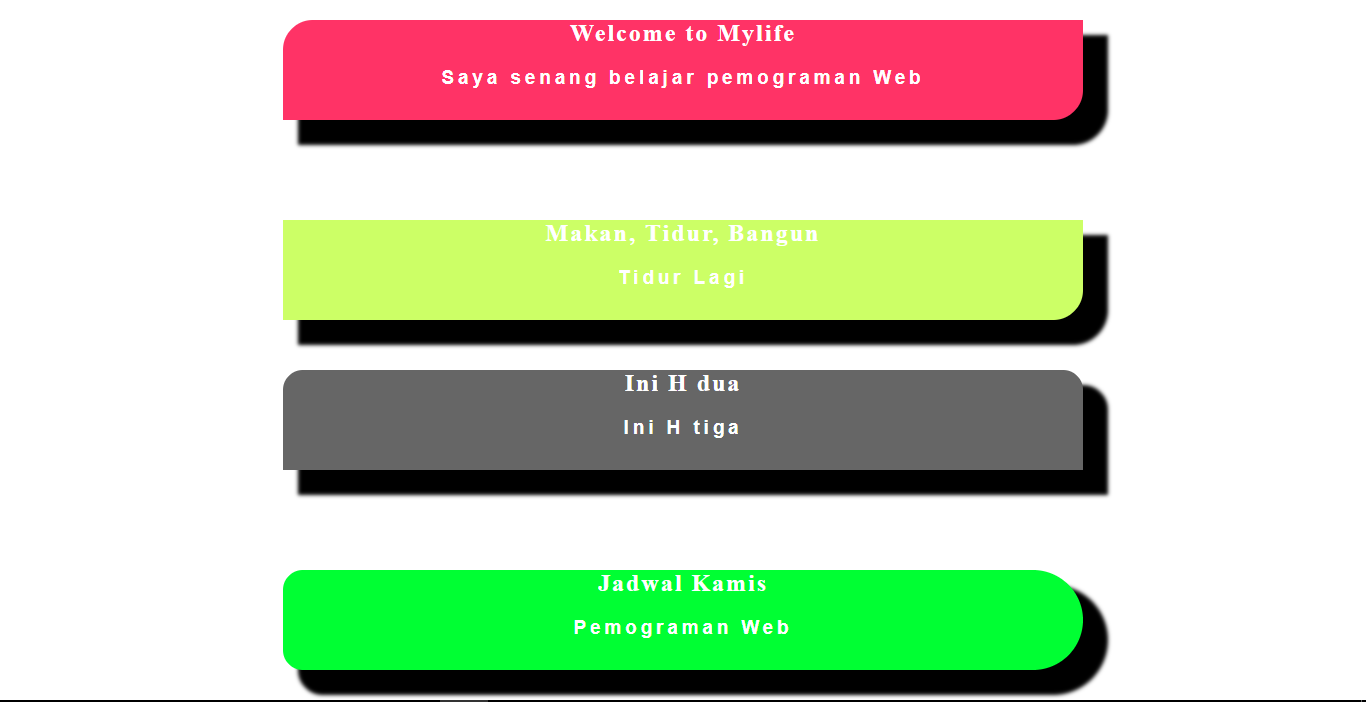 Welcome to Mylife
Saya senang belajar pemograman Web
Makan, Tidur, Bangun
Tidur Lagi
Ini H dua
Ini H tiga
Jadwal Kamis
Pemograman Web